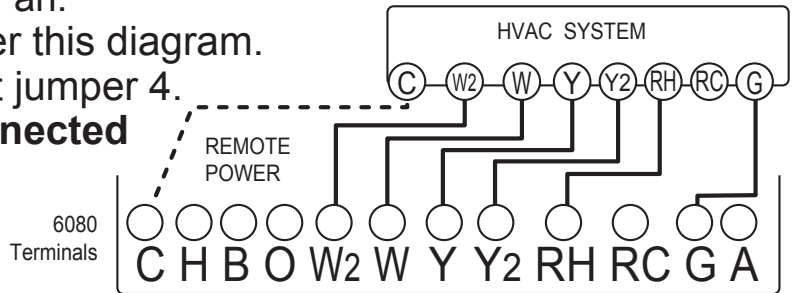 an.
er this diagram.
t jumper 4.
nected
HVAC SYSTEM
C W2 W Y Y2 RH RC G
REMOTE
POWER
6080
Terminals
C H B O W2 W Y Y2 RH RC G A